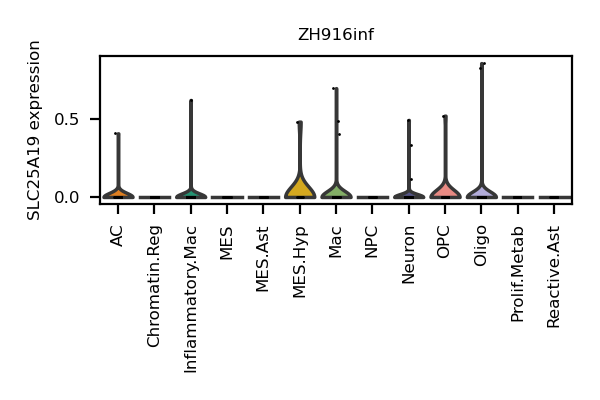 ZH916inf
SLC25A19 expression
0.5
0.0
AC
Chromatin.Reg
Inflammatory.Mac
MES
MES.Ast
MES.Hyp
Mac
NPC
Neuron
OPC
Oligo
Prolif.Metab
Reactive.Ast